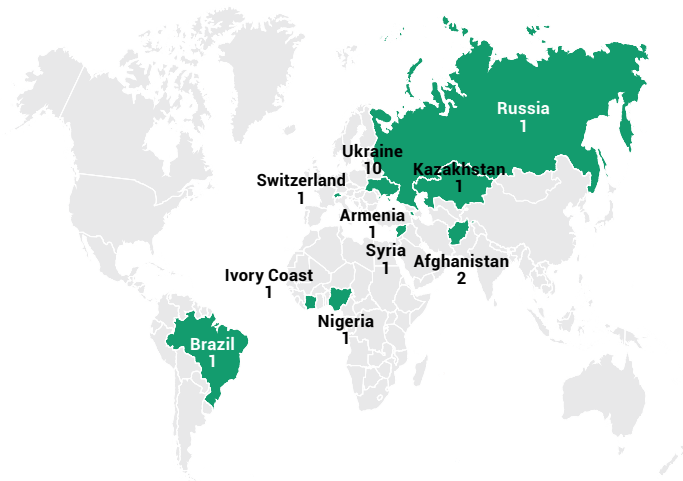 Russia
1
Ukraine
10
Kazakhstan
1
Switzerland
1
Armenia
1
Syria
1
Afghanistan
2
Ivory Coast
1
Nigeria
1
Brazil
1